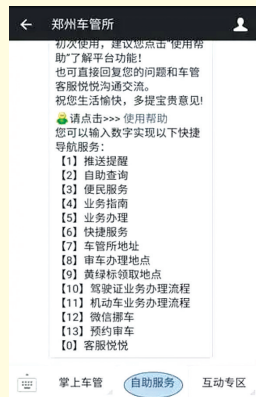 郑州车管所
初次使用，建议您点击"使用帮
助"了解平台功能！
也可直接回复您的问题和车管
客服悦悦沟通交流。
祝您生活愉快，多提宝贵意见!
请点击>>> 使用帮助
您可以输入数字实现以下快捷
导航服务：
【1】推送提醒
【2】自助查询
【3】便民服务
【4】业务指南
【5】业务办理
【6】快捷服务
【7】车管所地址
【8】审车办理地点
【9】黄绿标领取地点
【10】驾驶证业务办理流程
【11】机动车业务办理流程
【12】微信挪车
【13】预约审车
【0】客服悦悦
掌上车管 自助服务 互动专区